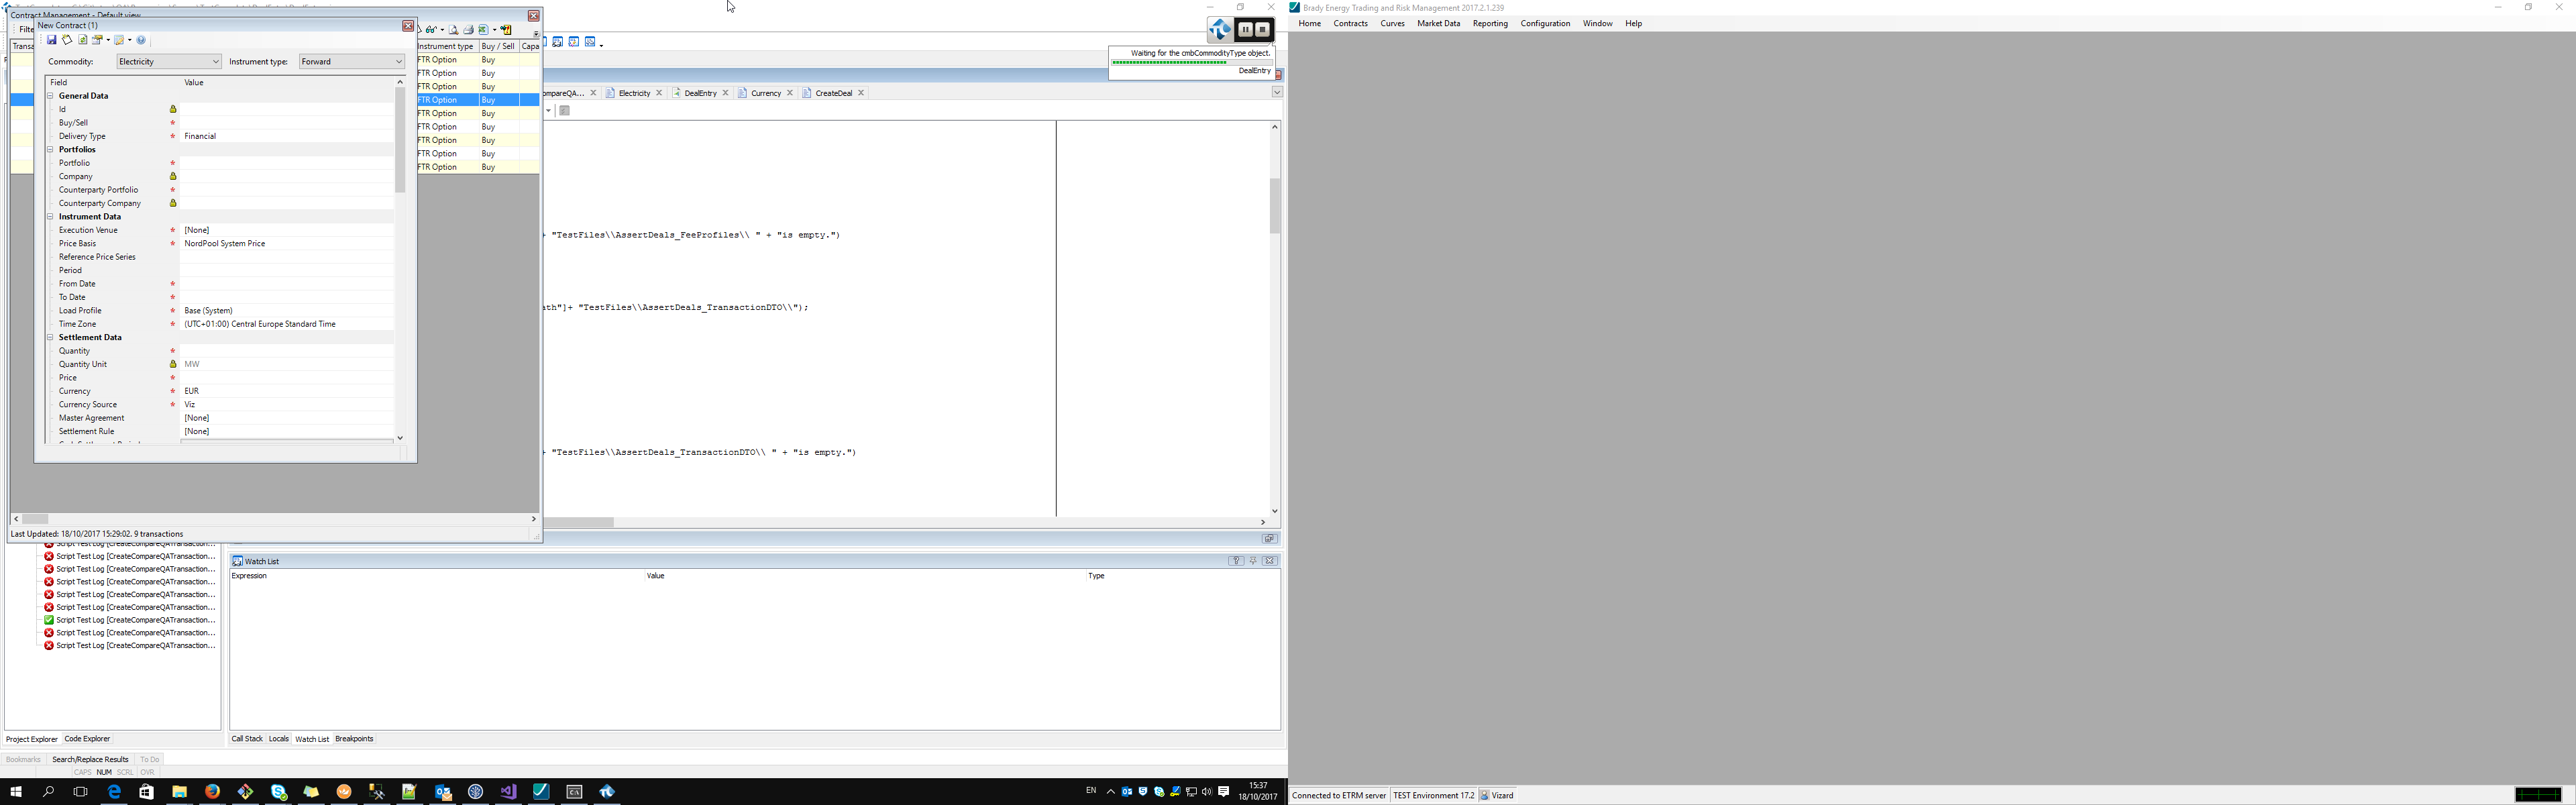 Contract Management - Default view
New Contract (1)
Filte
Commodity: Electricity Instrument type: Forward
Field Value
General Data
Id
Buy/Sell *
Delivery Type * Financial
Portfolios
Portfolio *
Company
Counterparty Portfolio *
Counterparty Company
Instrument Data
Execution Venue * [None]
Price Basis * NordPool System Price
Reference Price Series
Period
From Date *
To Date *
Load Profile * Base (System)
Time Zone * (UTC+01:00) Central Europe Standard Time
Settlement Data
Quantity *
Quantity Unit MW
Price *
Currency * EUR
Currency Source * Viz
Master Agreement [None]
Settlement Rule [None]
Transa
Instrument type Buy / Sell Capa
FTR Option Buy
FTR Option Buy
FTR Option Buy
FTR Option Buy
FTR Option Buy
FTR Option Buy
FTR Option Buy
FTR Option Buy
FTR Option Buy
Last Updated: 18/10/2017 15:29:02. 9 transactions
Waiting for the cmbCommodityType object.
DealEntry
ompareQA... Electricity DealEntry Currency CreateDeal
+ "TestFiles\\AssertDeals_FeeProfiles\\ " + "is empty.")
ath"]+ "TestFiles\\AssertDeals_TransactionDTO\\");
+ "TestFiles\\AssertDeals_TransactionDTO\\ " + "is empty.")
Script Test Log [CreateCompareQATransaction...
Script Test Log [CreateCompareQATransaction...
Script Test Log [CreateCompareQATransaction...
Script Test Log [CreateCompareQATransaction...
Script Test Log [CreateCompareQATransaction...
Script Test Log [CreateCompareQATransaction...
Script Test Log [CreateCompareQATransaction...
Script Test Log [CreateCompareQATransaction...
Script Test Log [CreateCompareQATransaction...
Watch List
Expression Value Type
Project Explorer Code Explorer
Call Stack Locals Watch List Breakpoints
Bookmarks Search/Replace Results To Do
CAPS NUM SCRL OVR
EN
15:37
18/10/2017
Brady Energy Trading and Risk Management 2017.2.1.239
Home Contracts Curves Market Data Reporting Configuration Window Help
Connected to ETRM server TEST Environment 17.2 Vizard